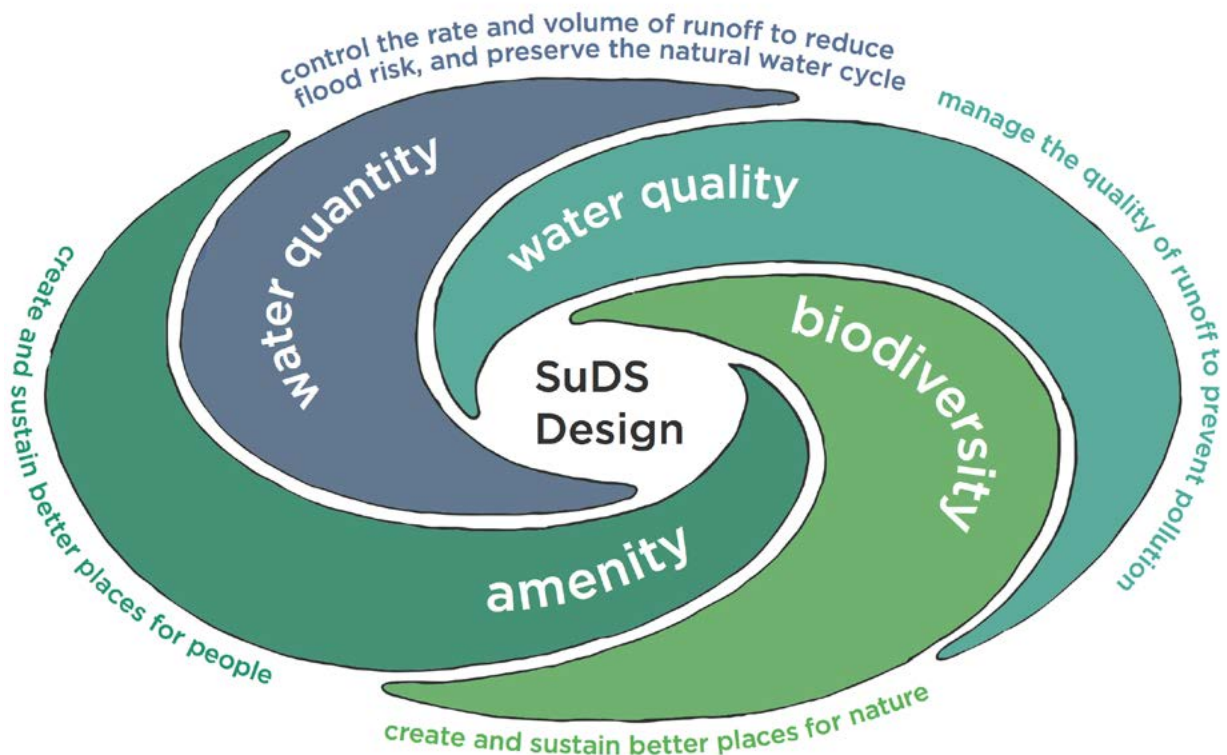 control the rate and volume of runoff to reduce
flood risk, and preserve the natural water cycle
manage the quality of runoff to prevent pollution
water quantity
water quality
biodiversity
SuDS
Design
amenity
create and sustain better places for people
create and sustain better places for nature